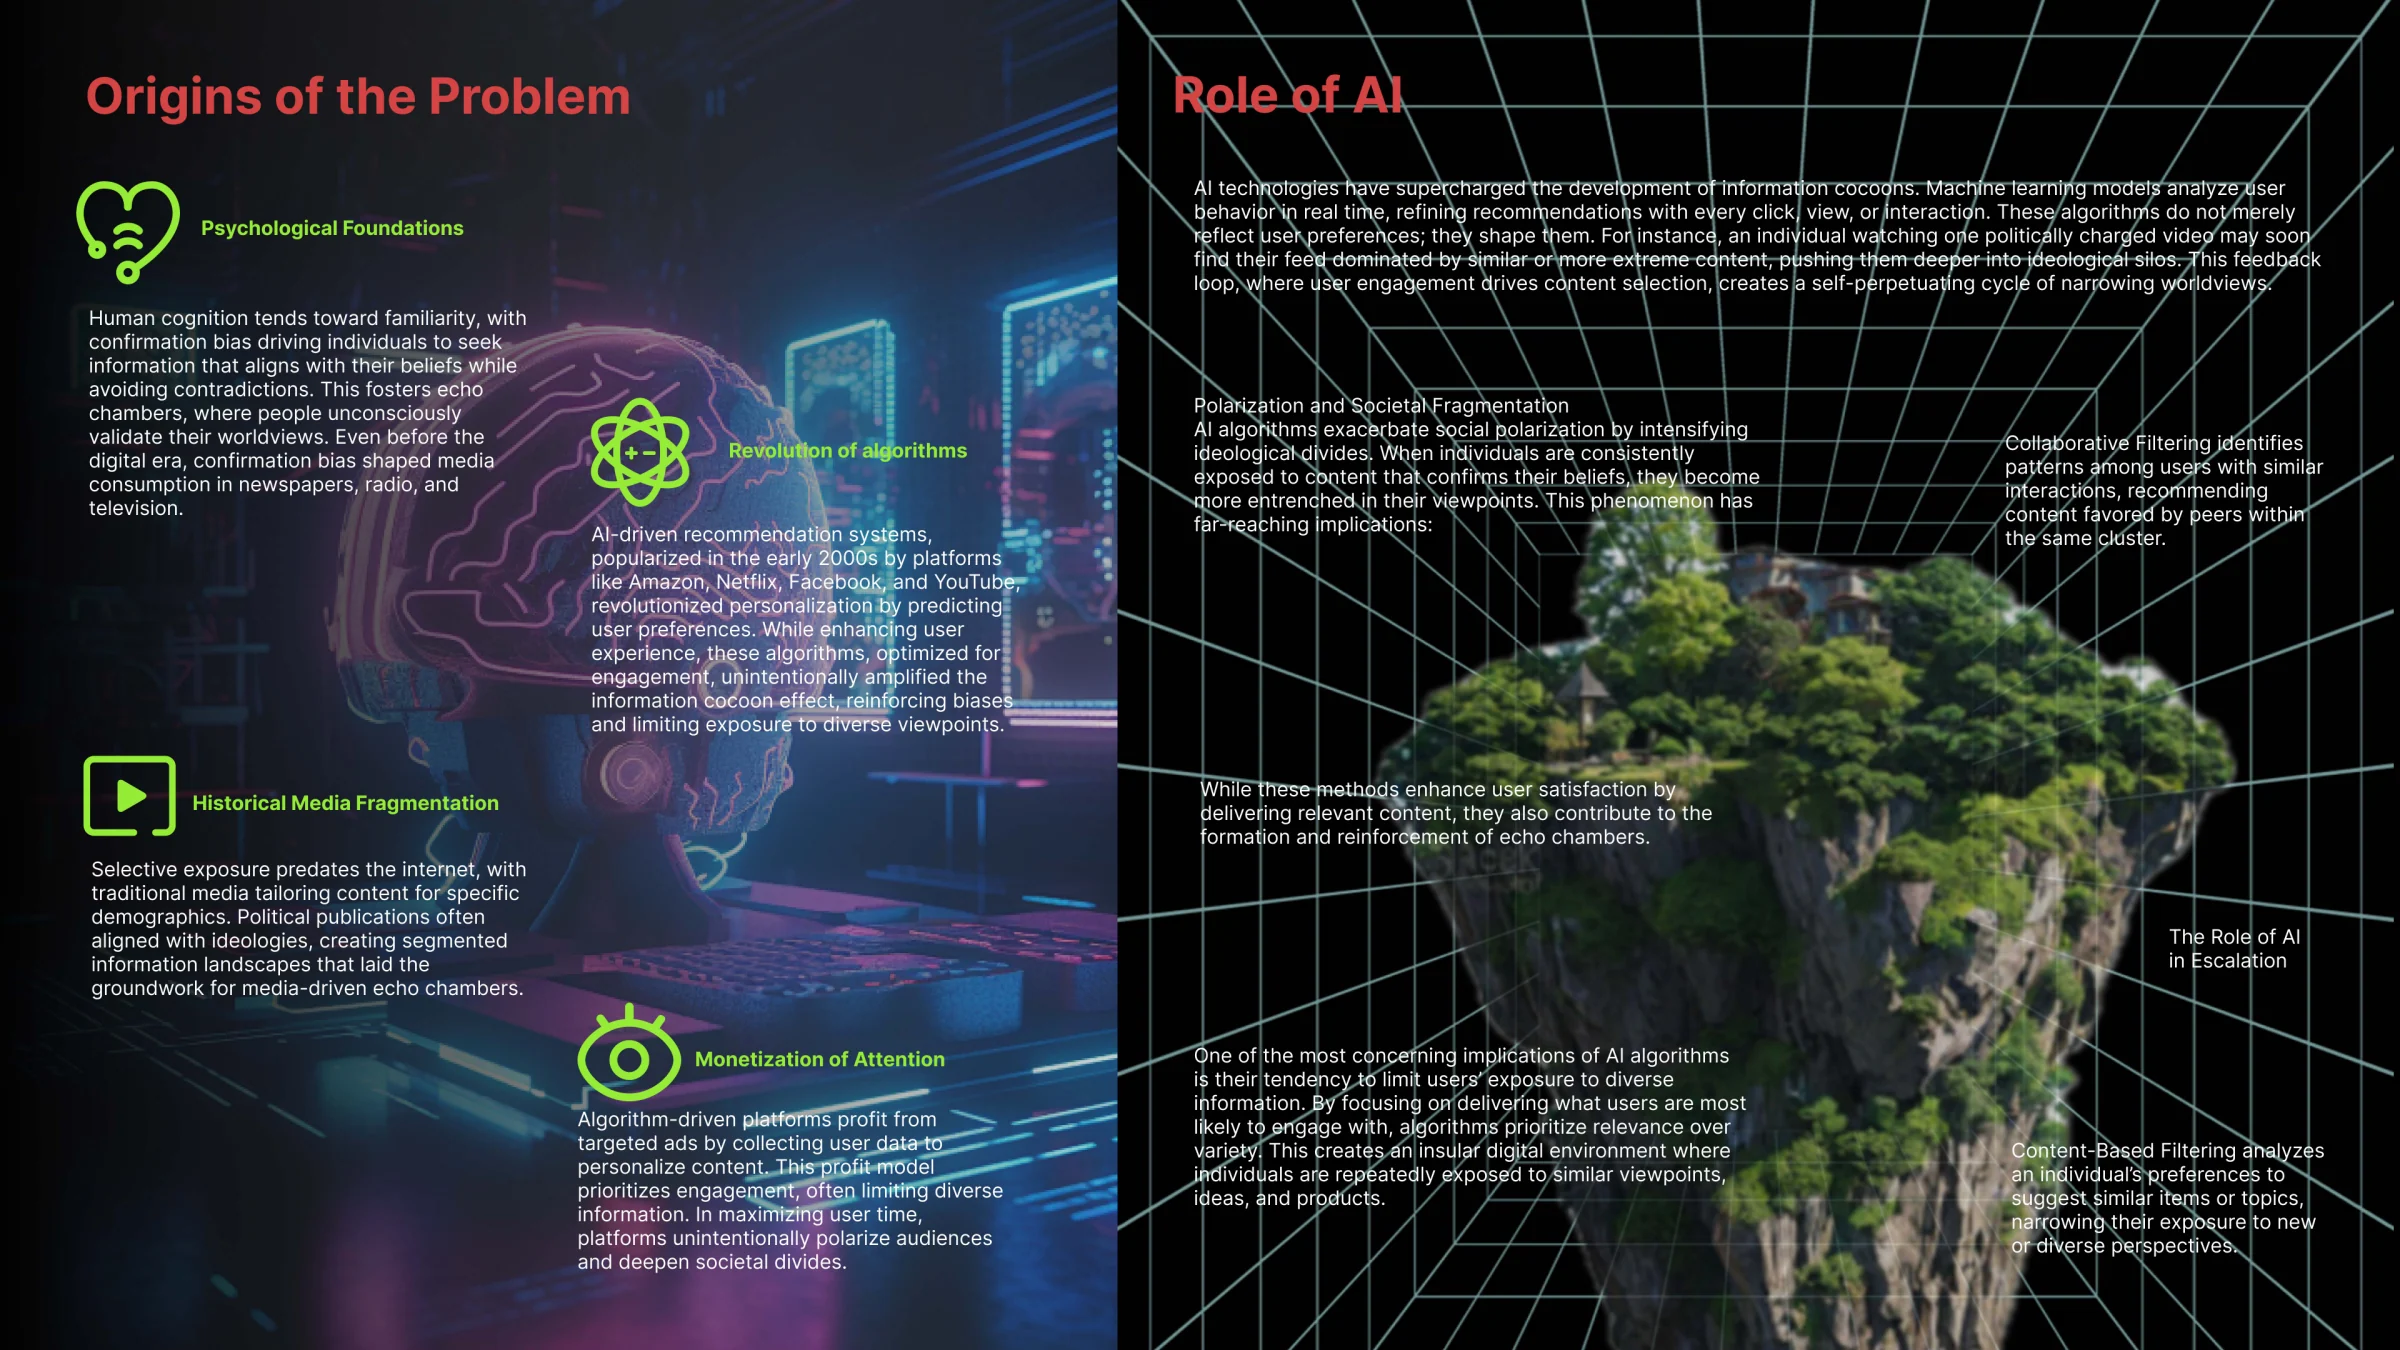 Origins of the Problem
Psychological Foundations
Human cognition tends toward familiarity, with
confirmation bias driving individuals to seek
information that aligns with their beliefs while
avoiding contradictions. This fosters echo
chambers, where people unconsciously
validate their worldviews. Even before the
digital era, confirmation bias shaped media
consumption in newspapers, radio, and
television.
Revolution of algorithms
AI-driven recommendation systems,
popularized in the early 2000s by platforms
like Amazon, Netflix, Facebook, and YouTube,
revolutionized personalization by predicting
user preferences. While enhancing user
experience, these algorithms, optimized for
engagement, unintentionally amplified the
information cocoon effect, reinforcing biases
and limiting exposure to diverse viewpoints.
Historical Media Fragmentation
Selective exposure predates the internet, with
traditional media tailoring content for specific
demographics. Political publications often
aligned with ideologies, creating segmented
information landscapes that laid the
groundwork for media-driven echo chambers.
Monetization of Attention
Algorithm-driven platforms profit from
targeted ads by collecting user data to
personalize content. This profit model
prioritizes engagement, often limiting diverse
information. In maximizing user time,
platforms unintentionally polarize audiences
and deepen societal divides.
Role of AI
AI technologies have supercharged the development of information cocoons. Machine learning models analyze user
behavior in real time, refining recommendations with every click, view, or interaction. These algorithms do not merely
reflect user preferences; they shape them. For instance, an individual watching one politically charged video may soon
find their feed dominated by similar or more extreme content, pushing them deeper into ideological silos. This feedback
loop, where user engagement drives content selection, creates a self-perpetuating cycle of narrowing worldviews.
Polarization and Societal Fragmentation
AI algorithms exacerbate social polarization by intensifying
ideological divides. When individuals are consistently
exposed to content that confirms their beliefs, they become
more entrenched in their viewpoints. This phenomenon has
far-reaching implications:
Collaborative Filtering identifies
patterns among users with similar
interactions, recommending
content favored by peers within
the same cluster.
While these methods enhance user satisfaction by
delivering relevant content, they also contribute to the
formation and reinforcement of echo chambers.
The Role of AI
in Escalation
One of the most concerning implications of AI algorithms
is their tendency to limit users' exposure to diverse
information. By focusing on delivering what users are most
likely to engage with, algorithms prioritize relevance over
variety. This creates an insular digital environment where
individuals are repeatedly exposed to similar viewpoints,
ideas, and products.
Content-Based Filtering analyzes
an individual's preferences to
suggest similar items or topics,
narrowing their exposure to new
or diverse perspectives.